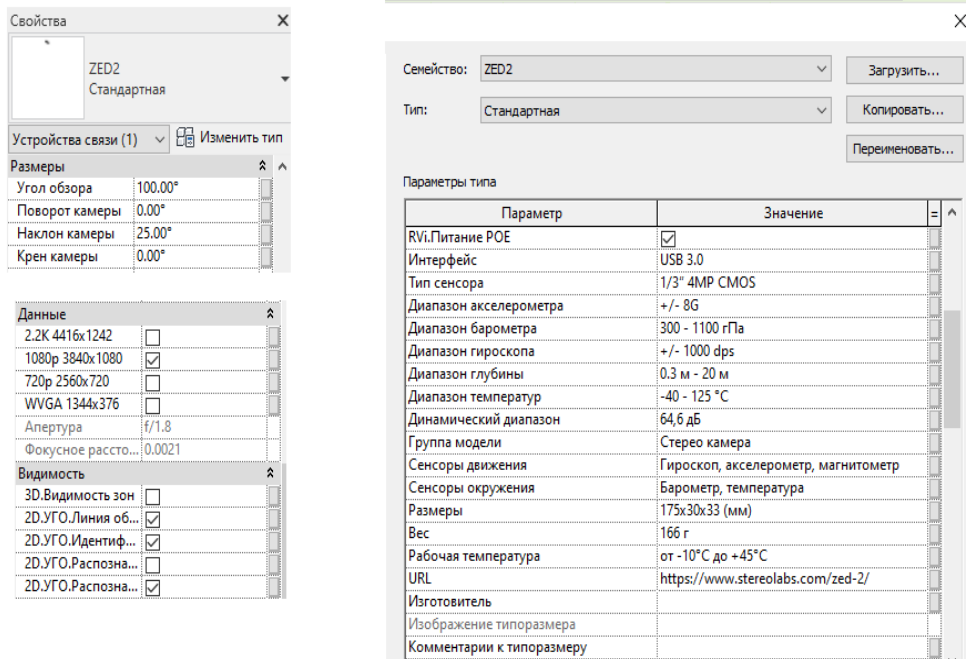 Свойства
ZED2
Стандартная
Устройства связи (1)
Изменить тип
Размеры
Угол обзора 100.00°
Поворот камеры 0.00°
Наклон камеры 25.00°
Крен камеры 0.00°
Данные
2.2K 4416x1242
1080p 3840x1080
720p 2560x720
WVGA 1344x376
Апертура f/1.8
Фокусное рассто... 0.0021
Видимость
3D.Видимость зон
2D.УГО.Линия об...
2D.УГО.Идентиф...
2D.УГО.Распозна...
2D.УГО.Распозна...
Семейство: ZED2 Загрузить...
Тип: Стандартная Копировать...
Переименовать...
Параметры типа
Параметр Значение =
RVi.Питание POE
Интерфейс USB 3.0
Тип сенсора 1/3" 4MP CMOS
Диапазон акселерометра +/- 8G
Диапазон барометра 300 - 1100 гПа
Диапазон гироскопа +/- 1000 dps
Диапазон глубины 0.3 м - 20 м
Диапазон температур -40 - 125 °C
Динамический диапазон 64,6 дБ
Группа модели Стерео камера
Сенсоры движения Гироскоп, акселерометр, магнитометр
Сенсоры окружения Барометр, температура
Размеры 175x30x33 (мм)
Вес 166 г
Рабочая температура от -10°C до +45°C
URL https://www.stereolabs.com/zed-2/
Изготовитель
Изображение типоразмера
Комментарии к типоразмеру